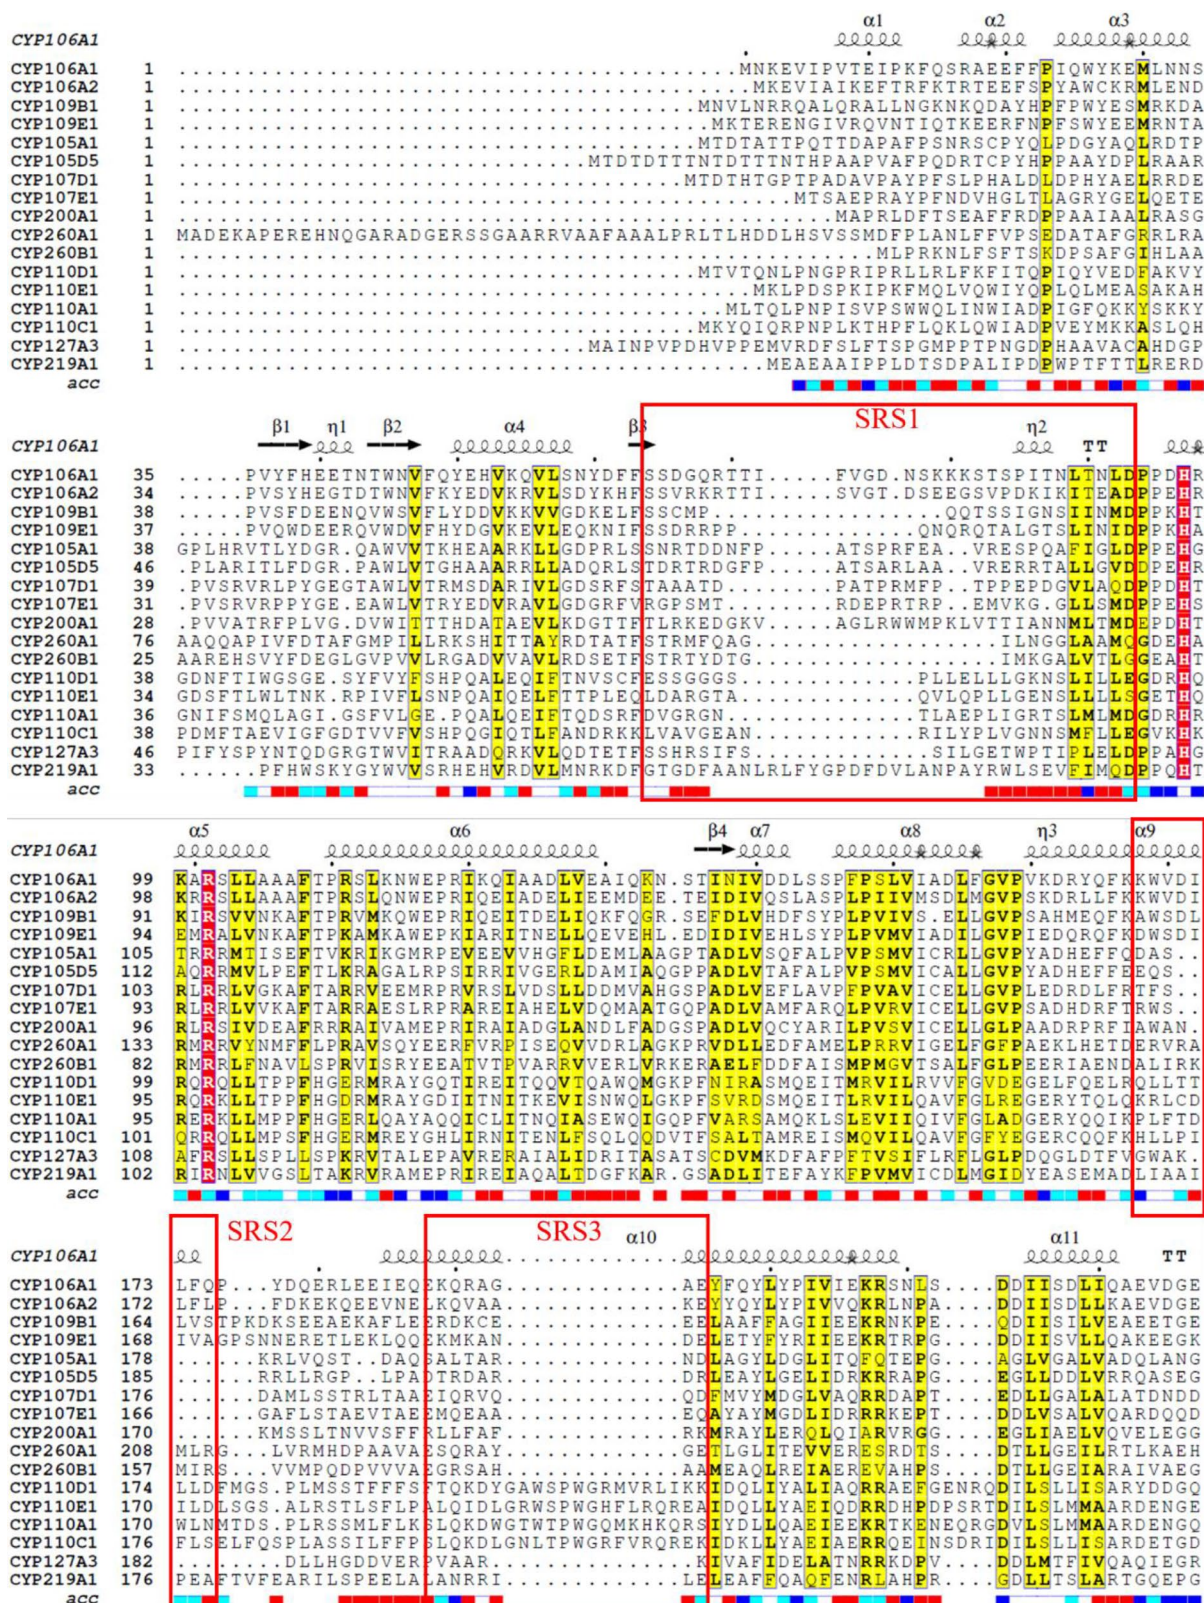 α1 α2 α3
CYP106A1
CYP106A1 1 .........................................MNKEVIPVTEIPKFQSRAEEFFPIQWYKEMLNNS
CYP106A2 1 ..........................................MKEVIAIKEFTRFKTRTEEFSPYAWCKRMLEND
CYP109B1 1 ......................................MNVLNRRQALQRALLNGKNKQDAYHPFPWYESMRKDA
CYP109E1 1 .......................................MKTERENGIVRQVNTIQTKEERFNPFSWYEEMRNTA
CYP105A1 1 ......................................MTDTATTPQTTDAPAFPSNRSCPYQLPDGYAQLRDTP
CYP105D5 1 ..............................MTDTDTTTNTDTTTNTHPAAPVAFPQDRTCPYHPPAAYDPLRAAR
CYP107D1 1 .....................................MTDTHTGPTPADAVPAYPFSLPHALDLDPHYAELRRDE
CYP107E1 1 .............................................MTSAEPRAYPFNDVHGLTLAGRYGELQETE
CYP200A1 1 ................................................MAPRLDFTSEAFFRDPPAAIAALRASG
CYP260A1 1 MADEKAPEREHNQGARADGERSSGAARRVAAFAAALPRLTLHDDLHSVSSMDFPLANLFFVPSEDATAFGRRLRA
CYP260B1 1 ...................................................MLPRKNLFSFTSKDPSAFGIHLAA
CYP110D1 1 ......................................MTVTQNLPNGPRIPRLLRLFKFITQPIQYVEDFAKVY
CYP110E1 1 ..........................................MKLPDSPKIPKFMQLVQWIYQPLQLMEASAKAH
CYP110A1 1 ........................................MLTQLPNPISVPSWWQLINWIADPIGFQKKYSKKY
CYP110C1 1 ......................................MKYQIQRPNPLKTHPFLQKLQWIADPVEYMKKASLQH
CYP127A3 1 ..............................MAINPVPDHVPPEMVRDFSLFTSPGMPPTPNGDPHAAVACAHDGP
CYP219A1 1 ...........................................MEAEAAIPPLDTSDPALIPDPWPTFTTLRERD
acc
SRS1
β1 η1 β2 α4 β3 η2
CYP106A1 TT
CYP106A1 35 .....PVYFHEETNTWNVFQYEHVKQVLSNYDFFSSDGQRTTI.....FVGD.NSKKKSTSPITNLTNLDPPDHR
CYP106A2 34 .....PVSYHEGTDTWNVFKYEDVKRVLSDYKHFSSVRKRTTI.....SVGT.DSEEGSVPDKIKITEADPPEHR
CYP109B1 38 .....PVSFDEENQVWSVFLYDDVKKVVGDKELFSSCMP..........QQTSSIGNSIINMDPPKHT
CYP109E1 37 .....PVQWDEERQVWDVFHYDGVKEVLEQKNIFSSDRRPP........QNQRQTALGTSLINIDPPKHA
CYP105A1 38 GPLHRVTLYDGR.QAWVVTKHEAARKLLGDPRLSSNRTDDNFP.....ATSPRFEA..VRESPQAFIGLDPPEHG
CYP105D5 46 .PLARITLFDGR.PAWLVTGHAAARRLLADQRLSTDRTRDGFP.....ATSARLAA..VRERRTALLGVDDPEHR
CYP107D1 39 .PVSRVRLPYGEGTAWLVTRMSDARIVLGDSRFSTAAATD........PATPRMFP..TPPEPDGVLAQDPPDHT
CYP107E1 31 .PVSRVRPPYGE.EAWLVTRYEDVRAVLGDGRFVRGPSMT........RDEPRTRP..EMVKG.GLLSMDPPEHS
CYP200A1 28 .PVVATRFPLVG.DVWITTTHDATAEVLKDGTTFTLRKEDGKV.....AGLRWWMPKLVTTIANNMLTMDEPDHT
CYP260A1 76 AAQQAPIVFDTAFGMPILLRKSHITTAYRDTATFSTRMFQAG..................ILNGGLAAMQGDEHA
CYP260B1 25 AAREHSVYFDEGLGVPVVLRGADVVAVLRDSETFSTRTYDTG..................IMKGALVTLGGEAHT
CYP110D1 38 GDNFTIWGSGE.SYFVYFSHPQALEQIFTNVSCFESSGGGS..........PLLELLLGKNSLILLEGDRHQ
CYP110E1 34 GDSFTLWLTNK.RPIVFLSNPQALEQIFTTPLEQLDARGTA..........QVLQPLLGENSLLLLSGETHQ
CYP110A1 36 GNIFSMQLAGI.GSFVLGE.PQALQEIFTQDSRFDVGRGN..........TLAEPLIGRTSLMLMDGDRHR
CYP110C1 38 PDMFTAEVIGFGDTVVFVSHPQGIQTLFANDRKKLVAVGEAN..........RILYPLVGNNSMFLLEGVKHK
CYP127A3 46 PIFYSPYNTQDGRGTWVITRAADQRKVLQDTETFSSHRSIFS..........SILGETWPTIPLELDPPAHG
CYP219A1 33 .....PFHWSKYGYWVVSRHEHVRDVLMNRKDFGTGDFAANLRLFYGPDFDVLANPAYRWLSEVFIMQDPPQHT
acc
α5 α6 β4 α7 α8 η3 α9
CYP106A1
CYP106A1 99 KARSLLAAAFTPRSLKNWEPRIKQIAADLVEAIQKN.STINIVDDLSSPFPSLVIADLFGVPVKDRYQFKKWVDI
CYP106A2 98 KRRSLLAAAFTPRSLQNWEPRIQEIADELIEEMDEE.TEIDIVQSLASPLPIIVMSDLMGVPSKDRLLFKKWVDI
CYP109B1 91 KIRSVVNKAFTPRVMKQWEPRIQEITDELIQKFQGR.SEFDLVHDFSYPLPVIVIS.ELLGVPSAHMEQFKAWSDL
CYP109E1 94 EMRALVNKAFTPKAMKAWEPKIARITNELLQEVEHL.EDIDIVEHLSYPLPVMVIADILGVPIEDQRQFKDWSDI
CYP105A1 105 TRRRMTISEFTVKRIKGMRPEVEEVVHGFLDEMLAAGPTADLVSQFALPVPSMVICRLLGVPYADHEFFQDAS..
CYP105D5 112 AQRRMVLPEFTLKRAGALRPSIRRIVGERLDAMIAAGPTADLVTAFALPVPSMVICALLGVPYADHEFFEEQS..
CYP107D1 103 RLRRLVGKAFTARRVEEMRPRVRSLVDSLLDDMVAHGSPADLVEFLAVPFPVAVICELLGVPLEDRDLFRTFS..
CYP107E1 93 RLRRLVVKAFTARRAESLRPRAREIAHELVDQMAATGQPADLVAMFARQLPVRVICELLGVPSADHDRFTRWS..
CYP200A1 96 RLRSIVDEAFRRRAIVAMEPRIRAIADGLANDLFADGSPADLVQCYARILPVSVICELLGLPAADRPRFIAWAN.
CYP260A1 133 RMRRVYNMFFLPRAVSQYEERFVRPISEQVVDRLAGKPRVDLLEDFAMELPRRVIGELFGFPAEKLHETDERVRA
CYP260B1 82 RMRRLFNAVLSPRVISRYEEATVTPVARRVVERLVRKERAELFDDFAISMPMGVTSALFGLPEERIAENDALIRK
CYP110D1 99 RQRQLLTPPFHGERMRAYGQTIREITQQVTQAWQMGKPFNIRASMQEITMRVILRVVFGVDEGELFQELRQLLTT
CYP110E1 95 RQRKLLTPPFHGDRMRAYGDIITNITKEVISNWQLGKPFSVRDSMQEITLRVILQAVFGLREGERYTQLQKRLCD
CYP110A1 95 RERKLLMPPFHGERLQAYAQQICLITNQIASEWQIGQPFVARSAMQKLSLEVIIQIVFGLADGERYQQIKPLFTD
CYP110C1 101 QRRQLLMPSFHGERMREYGHLIRNITENLFSQLQQDVTFSALTAMREISMQVILQAVFGFYEGERCQQFKHLLPI
CYP127A3 108 AFRSLLSPLLSPKRVTALEPAVRERAIALIDRITASATSCDVMKDFAFPFTVSIFLRFLGLPDQGLDTFVGWAK.
CYP219A1 102 RIRNLVVGSLTAKRVRAMEPRIREIAQALTDGFKAR.GSADLITEFAYKFPVMVICDLMGIDYEASEMADLIAAI
acc
SRS2 SRS3
α10 α11
CYP106A1 TT
CYP106A1 173 LFQP...YDQERLEEIEQEKQRAG.............AEYFQYLYPIVIEKRSNLS....DDIISDLIQAEVDGE
CYP106A2 172 LFLP...FDKEKQEEVNELKQVAA.............KEYYQYLYPIVVQKRLNPA....DDIISDLLKAEVDGE
CYP109B1 164 LVSTPKDKSEEAEKAFLEERDKCE.............EELAAFFAGIIEEKRNKPE....QDIISILVEAEETGE
CYP109E1 168 IVAGPSNNERETLEKLQQEKMKAN.............DELETYFYRIIEEKRTRPG....DDIISVLLQAKEEGK
CYP105A1 178 ......KRLVQST..DAQSALTAR.............NDLAGYLDGLITQFQTEPG....AGLVGALVADQLANG
CYP105D5 185 ......RRLLRGP..LPADTRDAR.............DRLEAYLGELIDRKRRAPG....EGLLDDLVRRQASEG
CYP107D1 176 ......DAMLSSTRLTAAEIQRVQ.............QDFMVYMDGLVAQRRDAPT....EDLLGALALATDNDD
CYP107E1 166 ......GAFLSTAEVTAEEMQEAA.............EQAYAYMGDLIDRRRKEPT....DDLVSALVQARDQQD
CYP200A1 170 ......KMSSLTNVVSFFRLLFAF.............RKMRAYLERQLQIARVRGG....EGLIAELVQVELEGG
CYP260A1 208 MLRG...LVRMHDPAAVAESQRAY.............GETLGLITEVVERESRDTS....DTLLGEILRTLKAEH
CYP260B1 157 MIRS...VVMPQDPVVVAEGRSAH.............AAMEAQLREIAEREVAHPS....DTLLGEIARAIVAEG
CYP110D1 174 LLDFMGS.PLMSSTFFFSFTQKDYGAWSPWGRMVRLIKKIDQLIYALIAQRRAEFGENRQDILSLLISARYDDGQ
CYP110E1 170 ILDLSGS.ALRSTLSFLPALQIDLGRWSPWGHFLRQREAIDQLLYAEIQDRRDHPDPSRTDILSLMMAARDENGE
CYP110A1 170 WLNMTDS.PLRSSMLFLKSLQKDWGTWTPWGQMKHKQRSIYDLLQAEIEEKRTKENEQRGDVLSLMMAARDENGQ
CYP110C1 176 FLSELFQSPLASSILFFPSLQKDLGNLTPWGRFVRQREKIDKLLYAEIAERRQEINSDRIDILSLLISARDETGD
CYP127A3 182 ......DLLHGDDVERPVAAR................KIVAFIDELATNRRKDPV....DDLMTFIVQAQIEGR
CYP219A1 176 PEAFTVFEARILSPEELALANRRI.............LELEAFFQAQFENRLAHPR....GDLLTSLARTGQEPG
acc